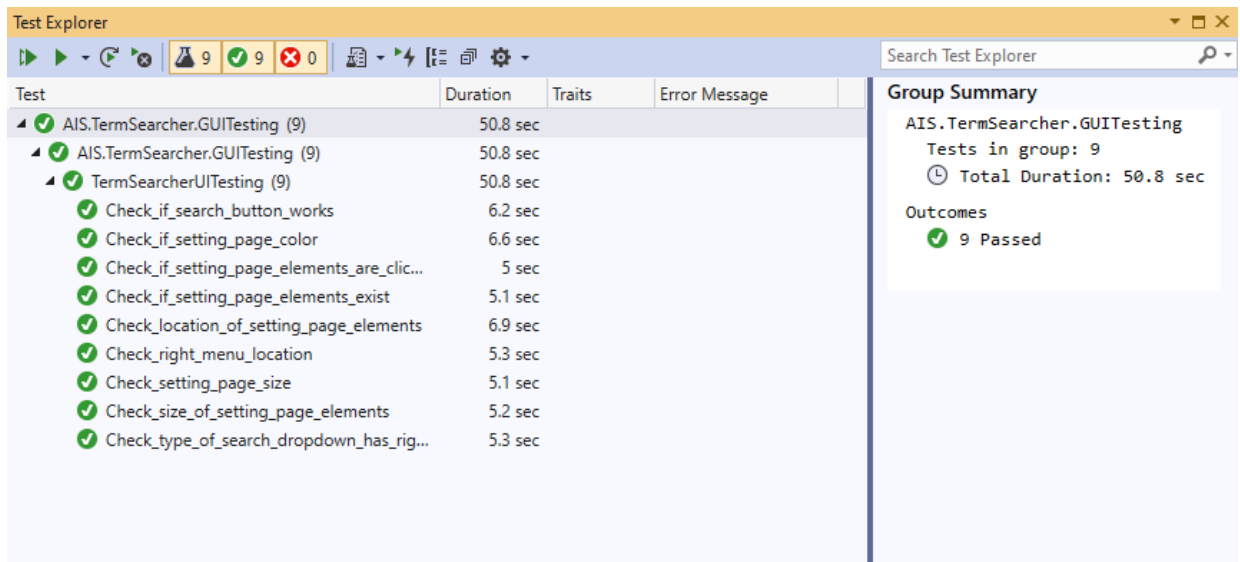 Test Explorer
9 9 0 Search Test Explorer
Test Duration Traits Error Message
AIS.TermSearcher.GUITesting (9) 50.8 sec
AIS.TermSearcher.GUITesting (9) 50.8 sec
TermSearcherUITesting (9) 50.8 sec
Check_if_search_button_works 6.2 sec
Check_if_setting_page_color 6.6 sec
Check_if_setting_page_elements_are_clic... 5 sec
Check_if_setting_page_elements_exist 5.1 sec
Check_location_of_setting_page_elements 6.9 sec
Check_right_menu_location 5.3 sec
Check_setting_page_size 5.1 sec
Check_size_of_setting_page_elements 5.2 sec
Check_type_of_search_dropdown_has_rig... 5.3 sec
Group Summary
AIS.TermSearcher.GUITesting
Tests in group: 9
Total Duration: 50.8 sec
Outcomes
9 Passed